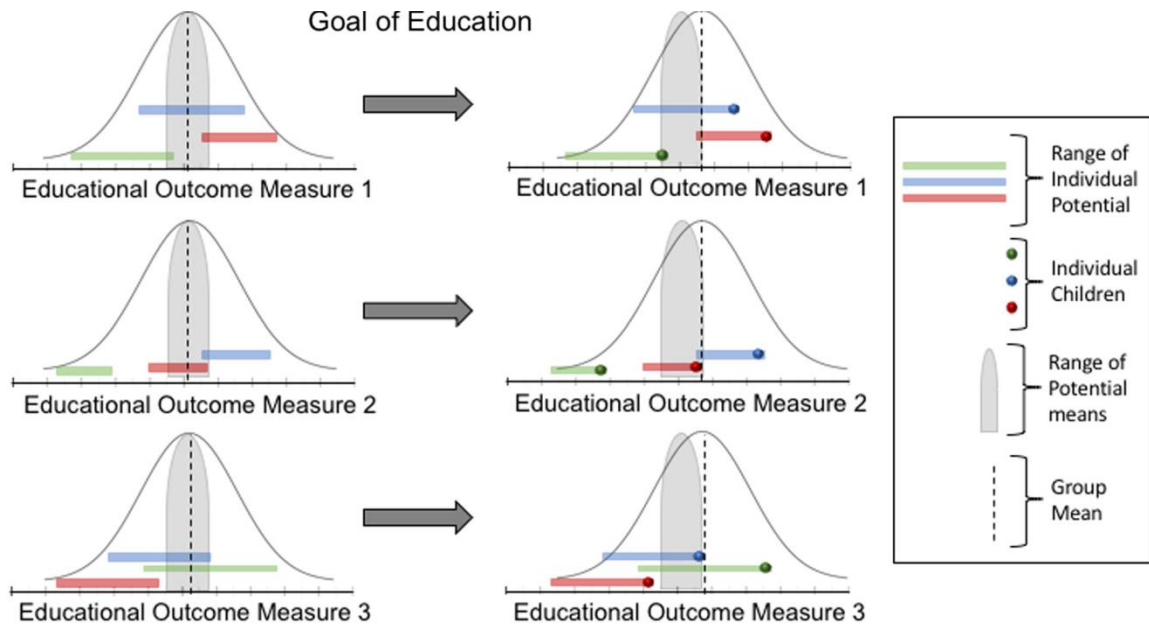 Goal of Education
Educational Outcome Measure 1
Educational Outcome Measure 1
Educational Outcome Measure 2
Educational Outcome Measure 2
Educational Outcome Measure 3
Educational Outcome Measure 3
Range of
Individual
Potential
Individual
Children
Range of
Potential
means
Group
Mean